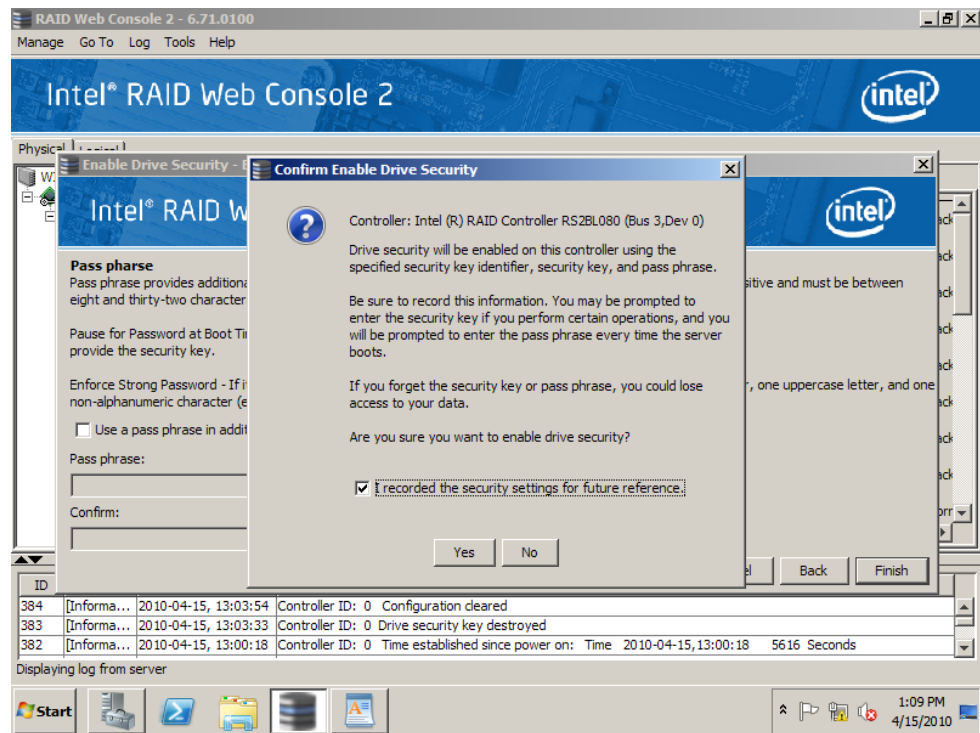 RAID Web Console 2 - 6.71.0100
Manage Go To Log Tools Help
Intel® RAID Web Console 2
intel
Physical Logical
Enable Drive Security -
Confirm Enable Drive Security
Intel® RAID W
intel
Controller: Intel (R) RAID Controller RS2BL080 (Bus 3,Dev 0)
Drive security will be enabled on this controller using the
specified security key identifier, security key, and pass phrase.
Be sure to record this information. You may be prompted to
enter the security key if you perform certain operations, and you
will be prompted to enter the pass phrase every time the server
boots.
If you forget the security key or pass phrase, you could lose
access to your data.
Are you sure you want to enable drive security?
I recorded the security settings for future reference.
Yes No
Pass pharse
Pass phrase provides additiona
sitive and must be between
eight and thirty-two character
Pause for Password at Boot Ti
provide the security key.
Enforce Strong Password - If i
, one uppercase letter, and one
non-alphanumeric character (e
Use a pass phrase in addit
Pass phrase:
Confirm:
Back Finish
ID
384 [Informa... 2010-04-15, 13:03:54 Controller ID: 0 Configuration cleared
383 [Informa... 2010-04-15, 13:03:33 Controller ID: 0 Drive security key destroyed
382 [Informa... 2010-04-15, 13:00:18 Controller ID: 0 Time established since power on: Time 2010-04-15,13:00:18 5616 Seconds
Displaying log from server
Start
1:09 PM
4/15/2010